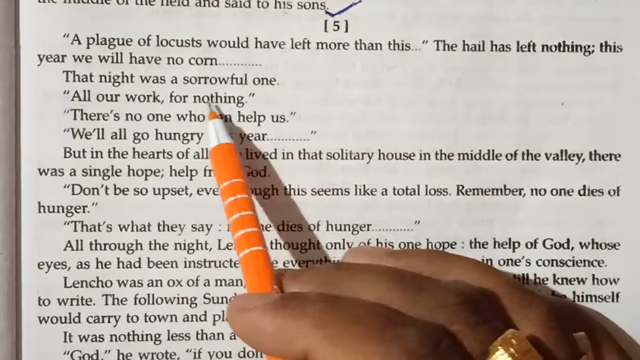 the middle of the field and said to his sons.
[5]
"A plague of locusts would have left more than this..." The hail has left nothing; this
year we will have no corn............
That night was a sorrowful one.
"All our work, for nothing."
"There's no one who can help us."
"We'll all go hungry year............"
But in the hearts of all lived in that solitary house in the middle of the valley, there
was a single hope; help from God.
"Don't be so upset, even though this seems like a total loss. Remember, no one dies of
hunger."
"That's what they say : no one dies of hunger............"
All through the night, Lencho thought only of his one hope : the help of God, whose
eyes, as he had been instructed in one's conscience.
Lencho was an ox of a man, still he knew how
to write. The following Sunday himself
would carry to town and
It was nothing less than a
"God," he wrote, "if you don't